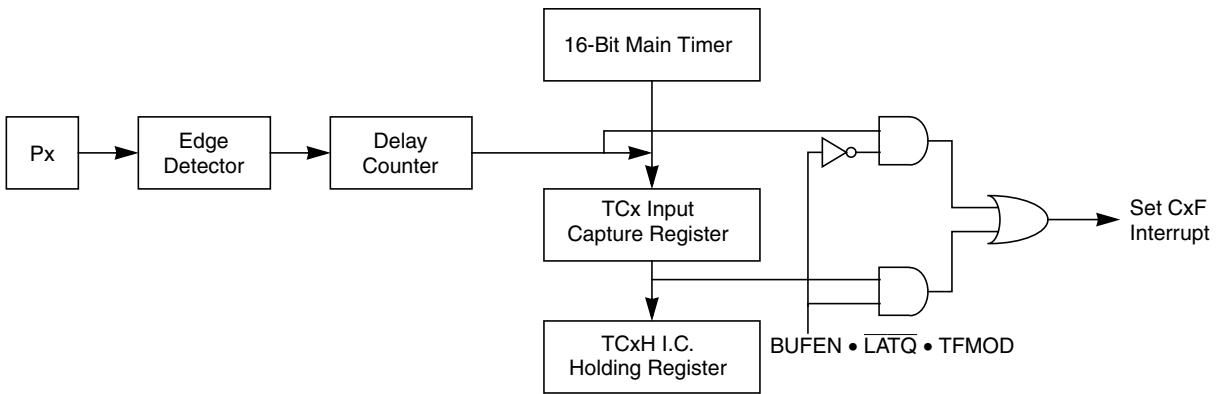 16-Bit Main Timer
Px
Edge
Detector
Delay
Counter
TCx Input
Capture Register
Set CxF
Interrupt
TCxH I.C.
Holding Register
BUFEN • L̅A̅T̅Q̅ • TFMOD